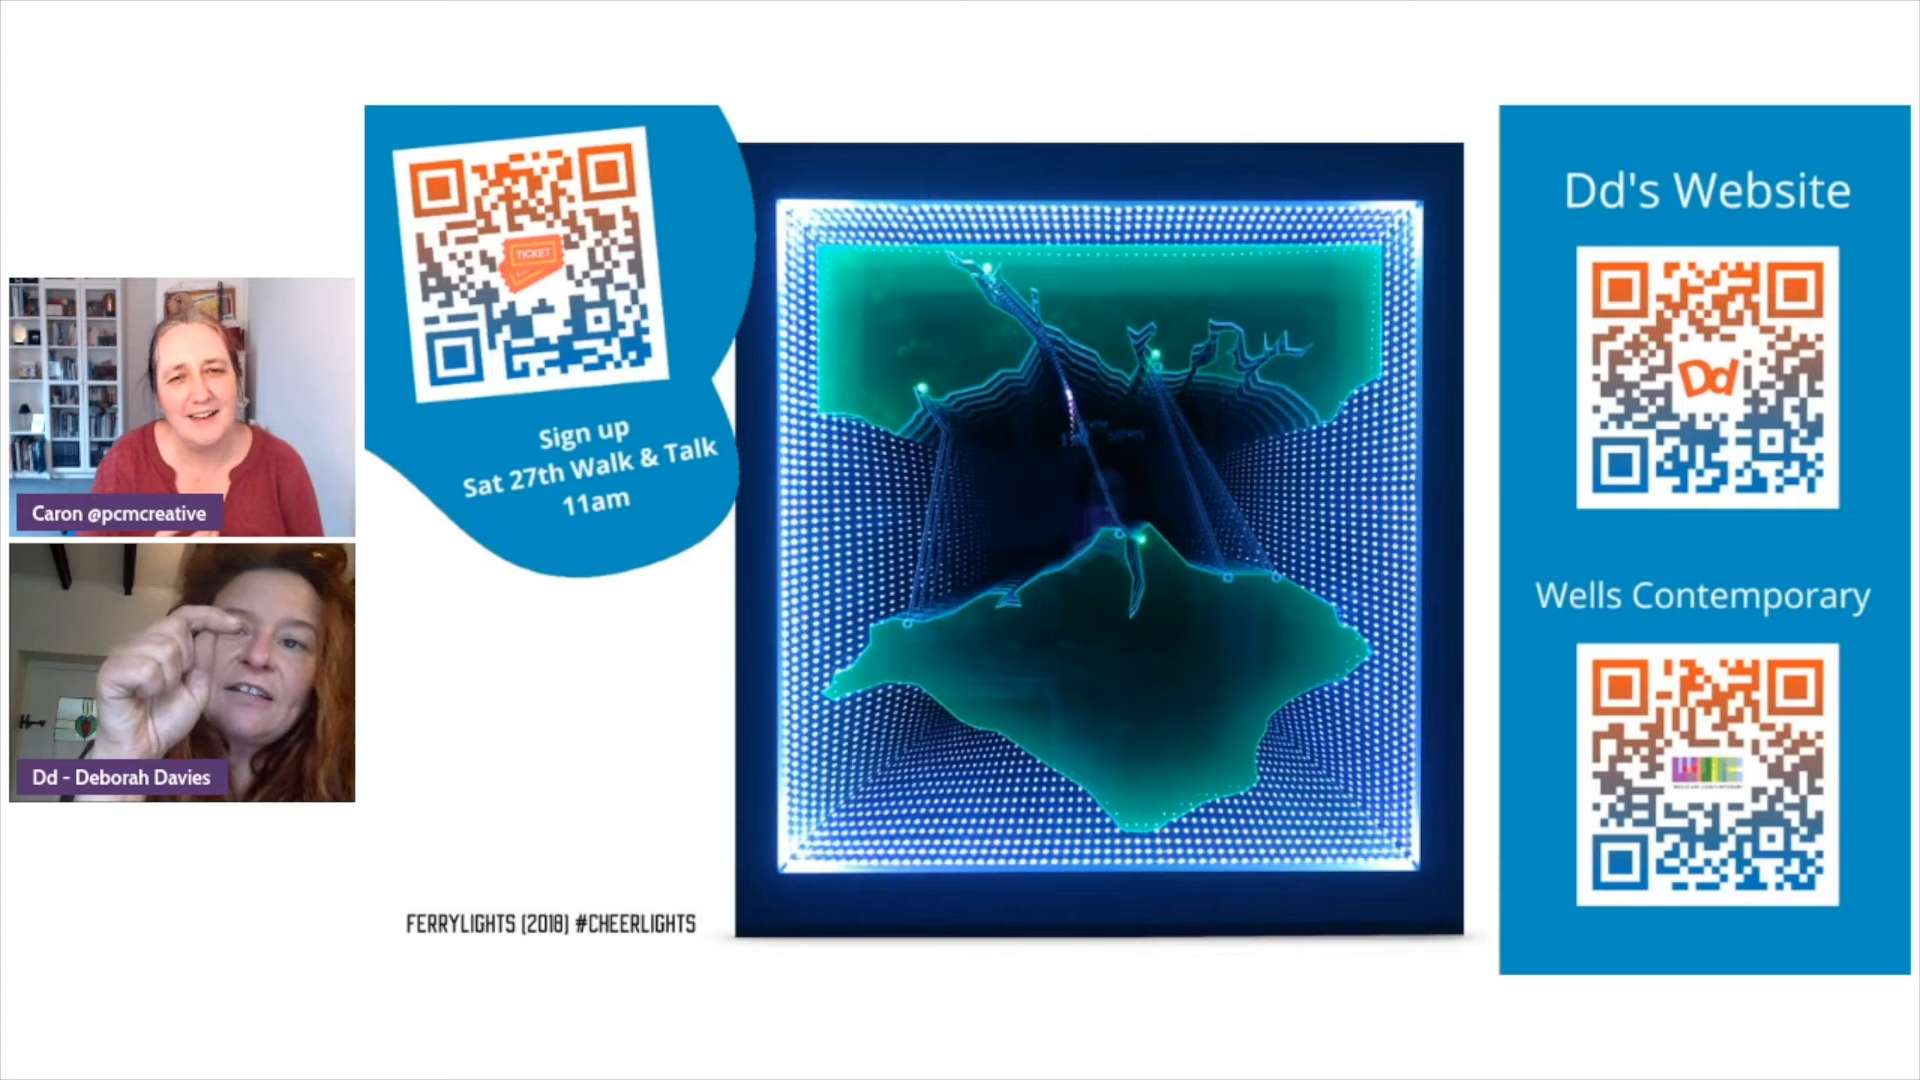 Caron @pcmcreative
Dd - Deborah Davies
TICKET
Sign up
Sat 27th Walk & Talk
11am
FERRYLIGHTS (2018) #CHEERLIGHTS
Dd's Website
Dd
Wells Contemporary